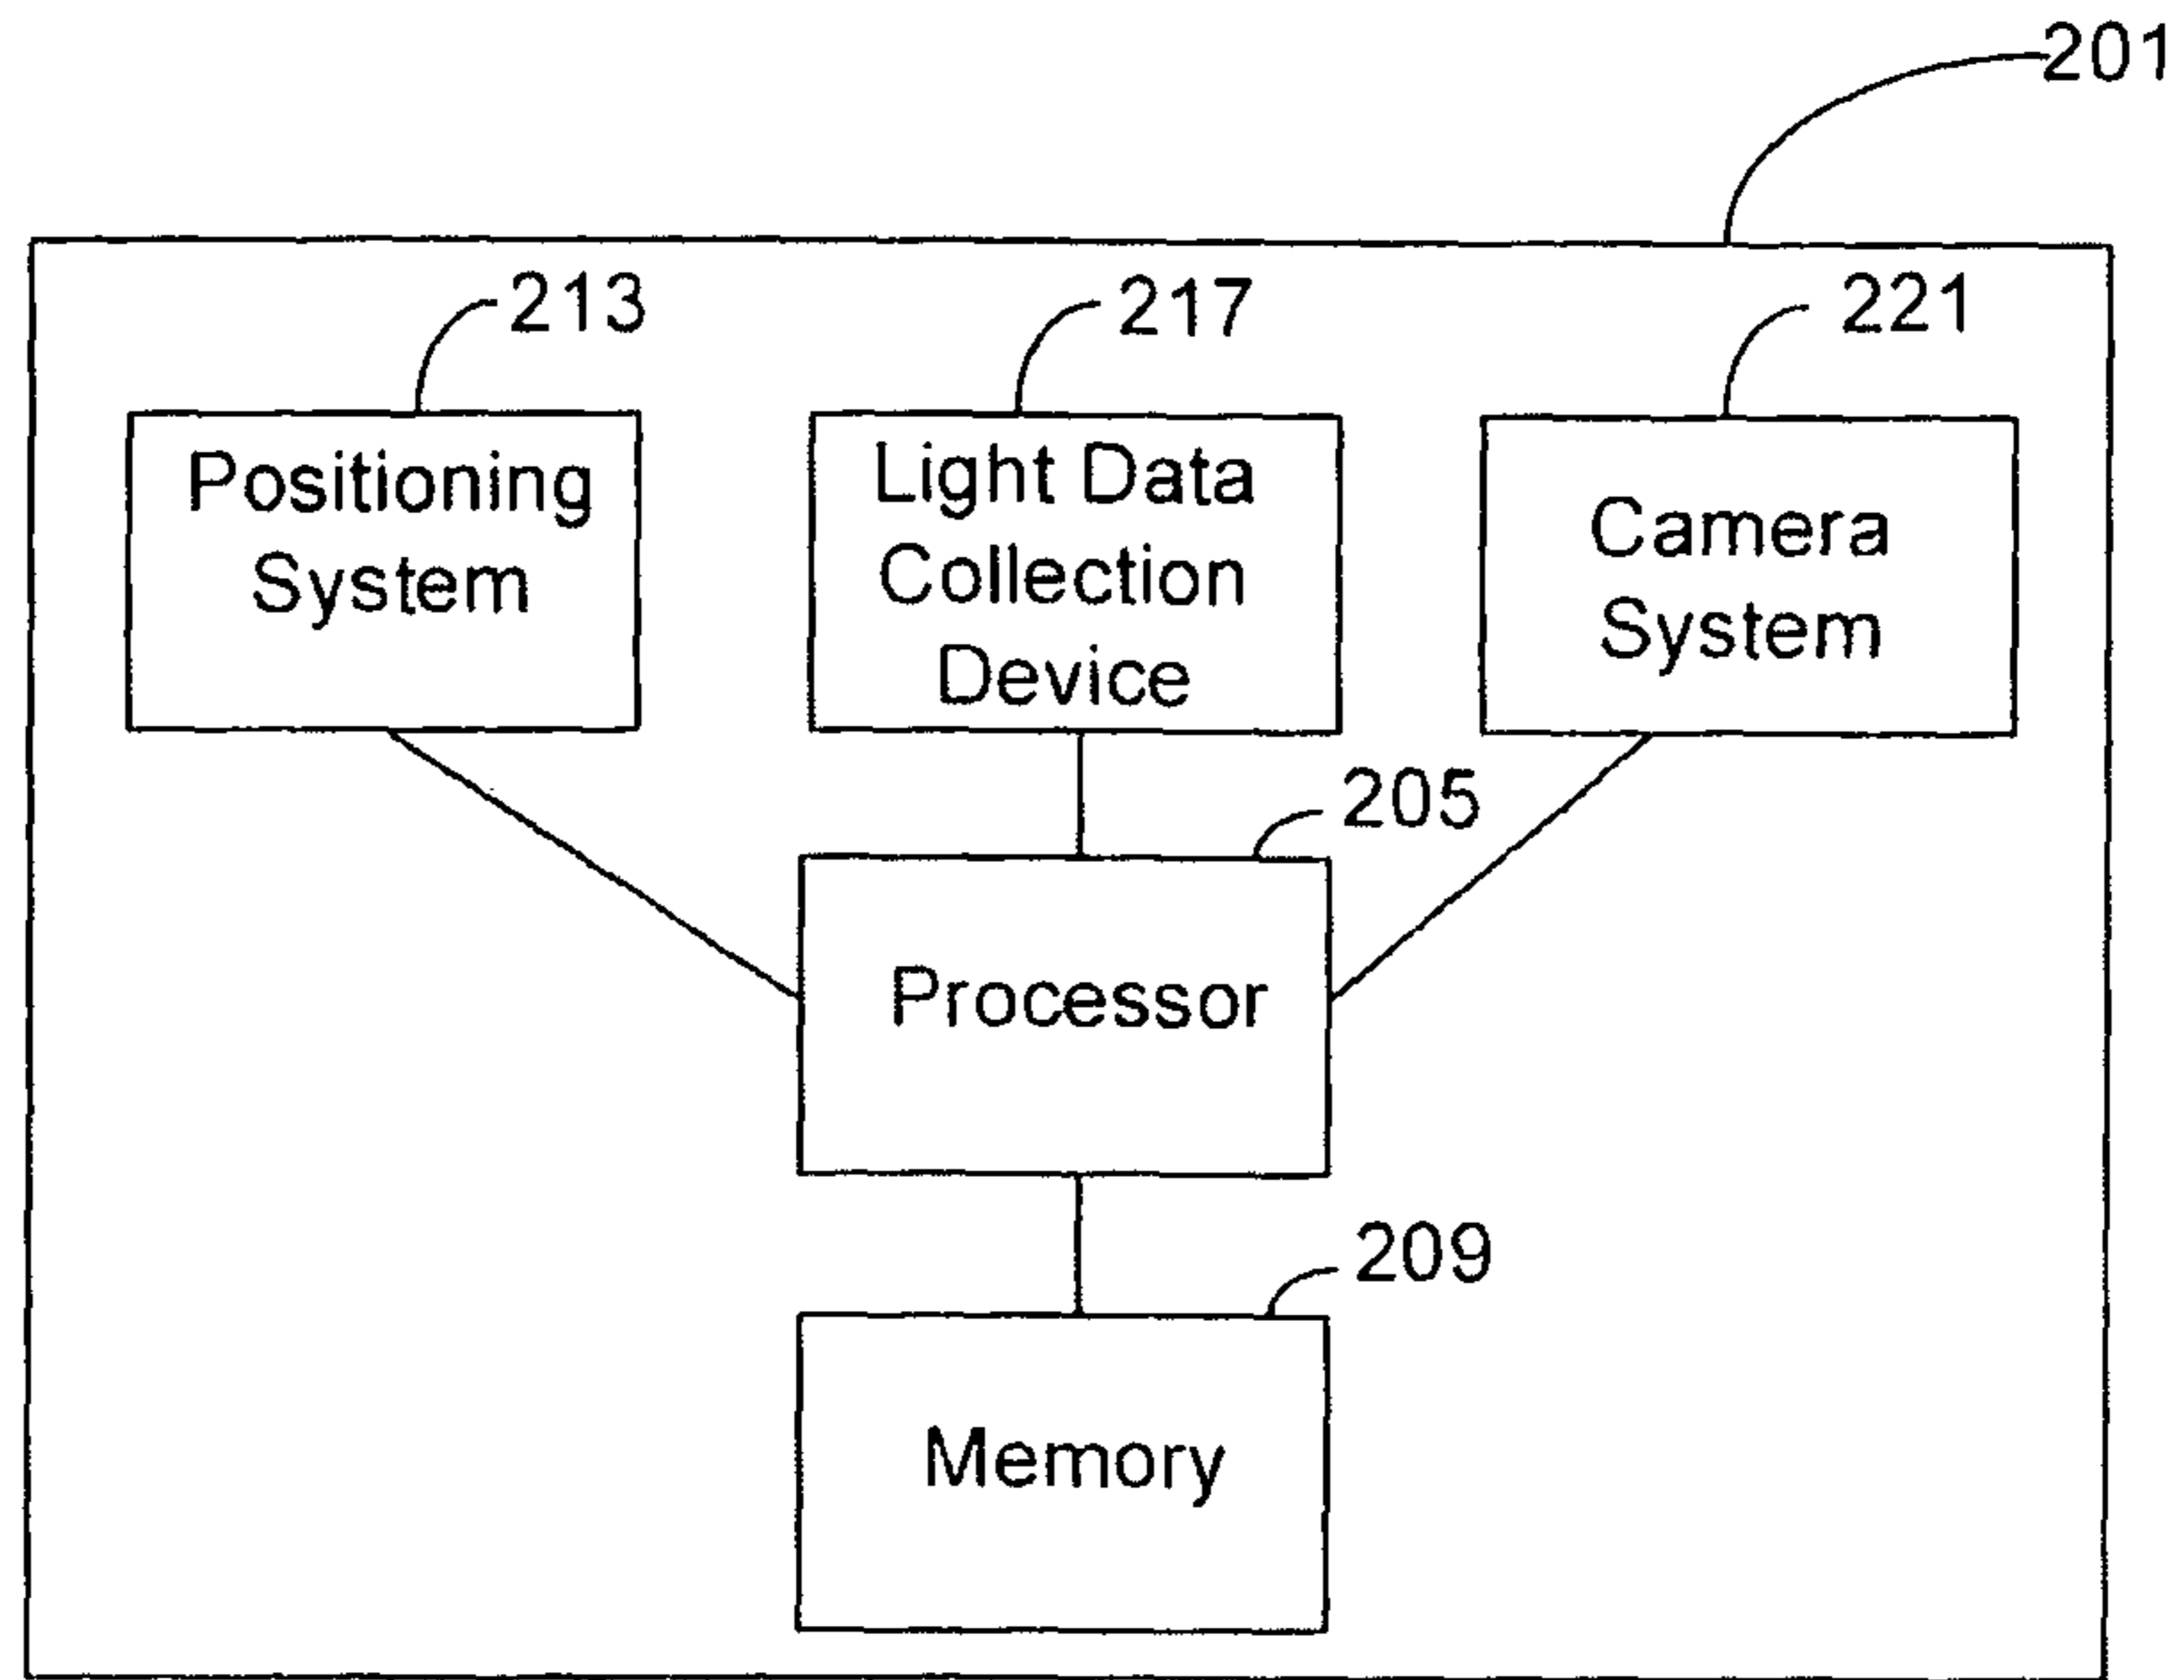 201
213
217
221
Positioning
System
Light Data
Collection
Device
Camera
System
205
Processor
209
Memory